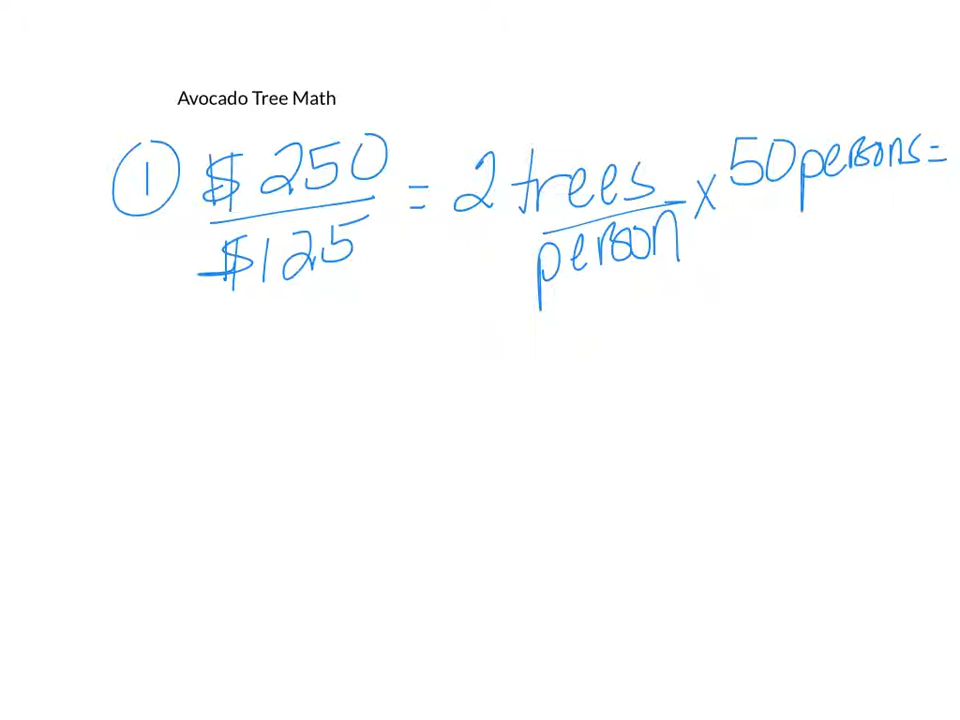 Avocado Tree Math
① $250 / $125 = 2 trees / person × 50 persons =